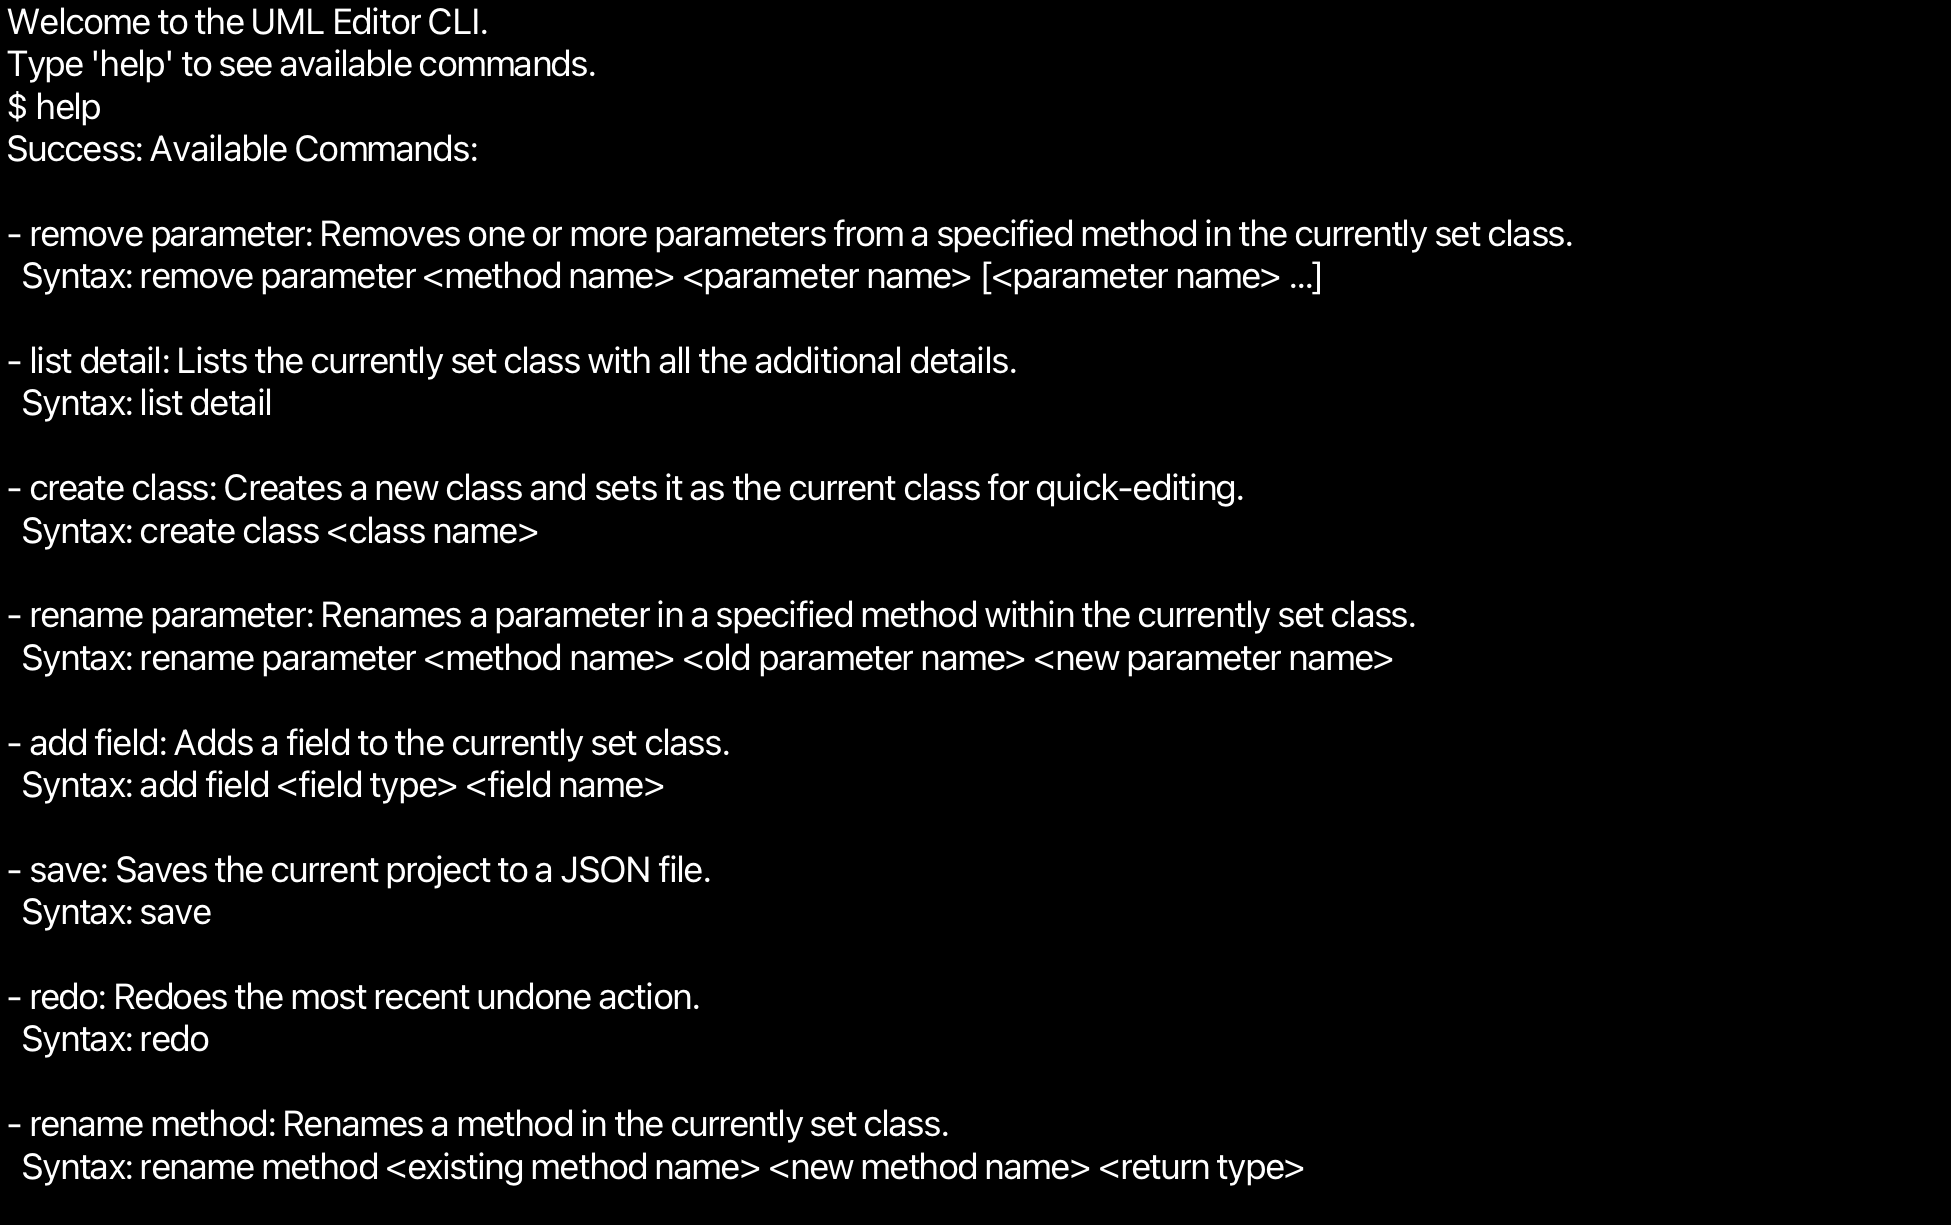 Welcome to the UML Editor CLI.
Type 'help' to see available commands.
$ help
Success: Available Commands:

- remove parameter: Removes one or more parameters from a specified method in the currently set class.
  Syntax: remove parameter <method name> <parameter name> [<parameter name> ...]

- list detail: Lists the currently set class with all the additional details.
  Syntax: list detail

- create class: Creates a new class and sets it as the current class for quick-editing.
  Syntax: create class <class name>

- rename parameter: Renames a parameter in a specified method within the currently set class.
  Syntax: rename parameter <method name> <old parameter name> <new parameter name>

- add field: Adds a field to the currently set class.
  Syntax: add field <field type> <field name>

- save: Saves the current project to a JSON file.
  Syntax: save

- redo: Redoes the most recent undone action.
  Syntax: redo

- rename method: Renames a method in the currently set class.
  Syntax: rename method <existing method name> <new method name> <return type>